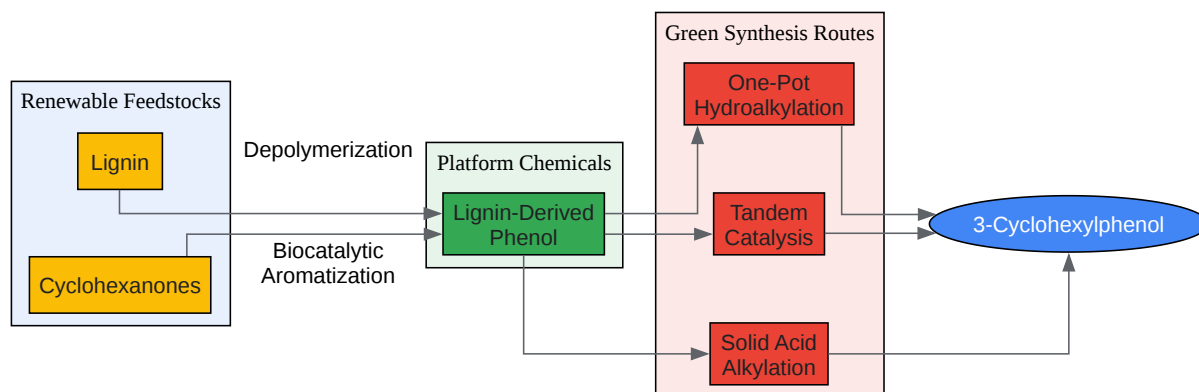 Green Synthesis Routes
One-Pot
Hydroalkylation
Renewable Feedstocks
Lignin
Depolymerization
Platform Chemicals
Lignin-Derived
Phenol
Tandem
Catalysis
3-Cyclohexylphenol
Biocatalytic
Aromatization
Cyclohexanones
Solid Acid
Alkylation